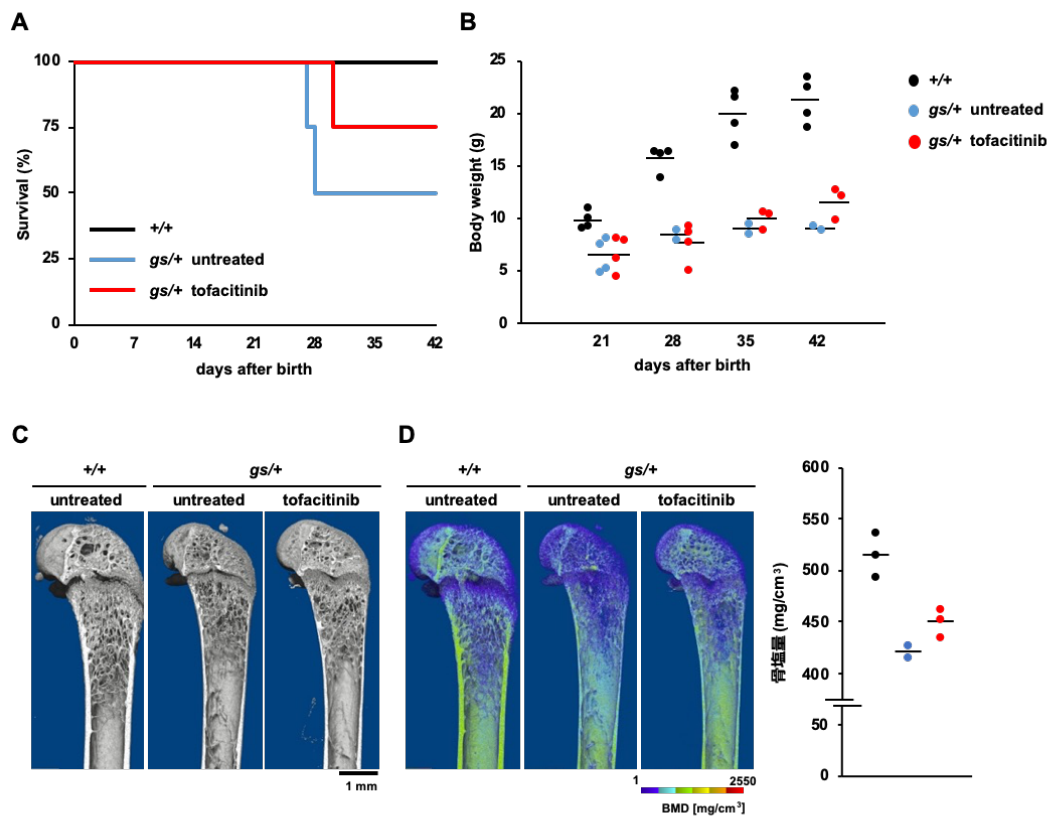 A
100
75
50
25
0
Survival (%)
+/+
gs/+ untreated
gs/+ tofacitinib
0 7 14 21 28 35 42
days after birth
B
25
20
15
10
5
0
Body weight (g)
21 28 35 42
days after birth
+/+
gs/+ untreated
gs/+ tofacitinib
C
+/+ gs/+
untreated untreated tofacitinib
1 mm
D
+/+ gs/+
untreated untreated tofacitinib
1 2550
BMD [mg/cm³]
600
550
500
450
400
50
0
骨塩量 (mg/cm³)